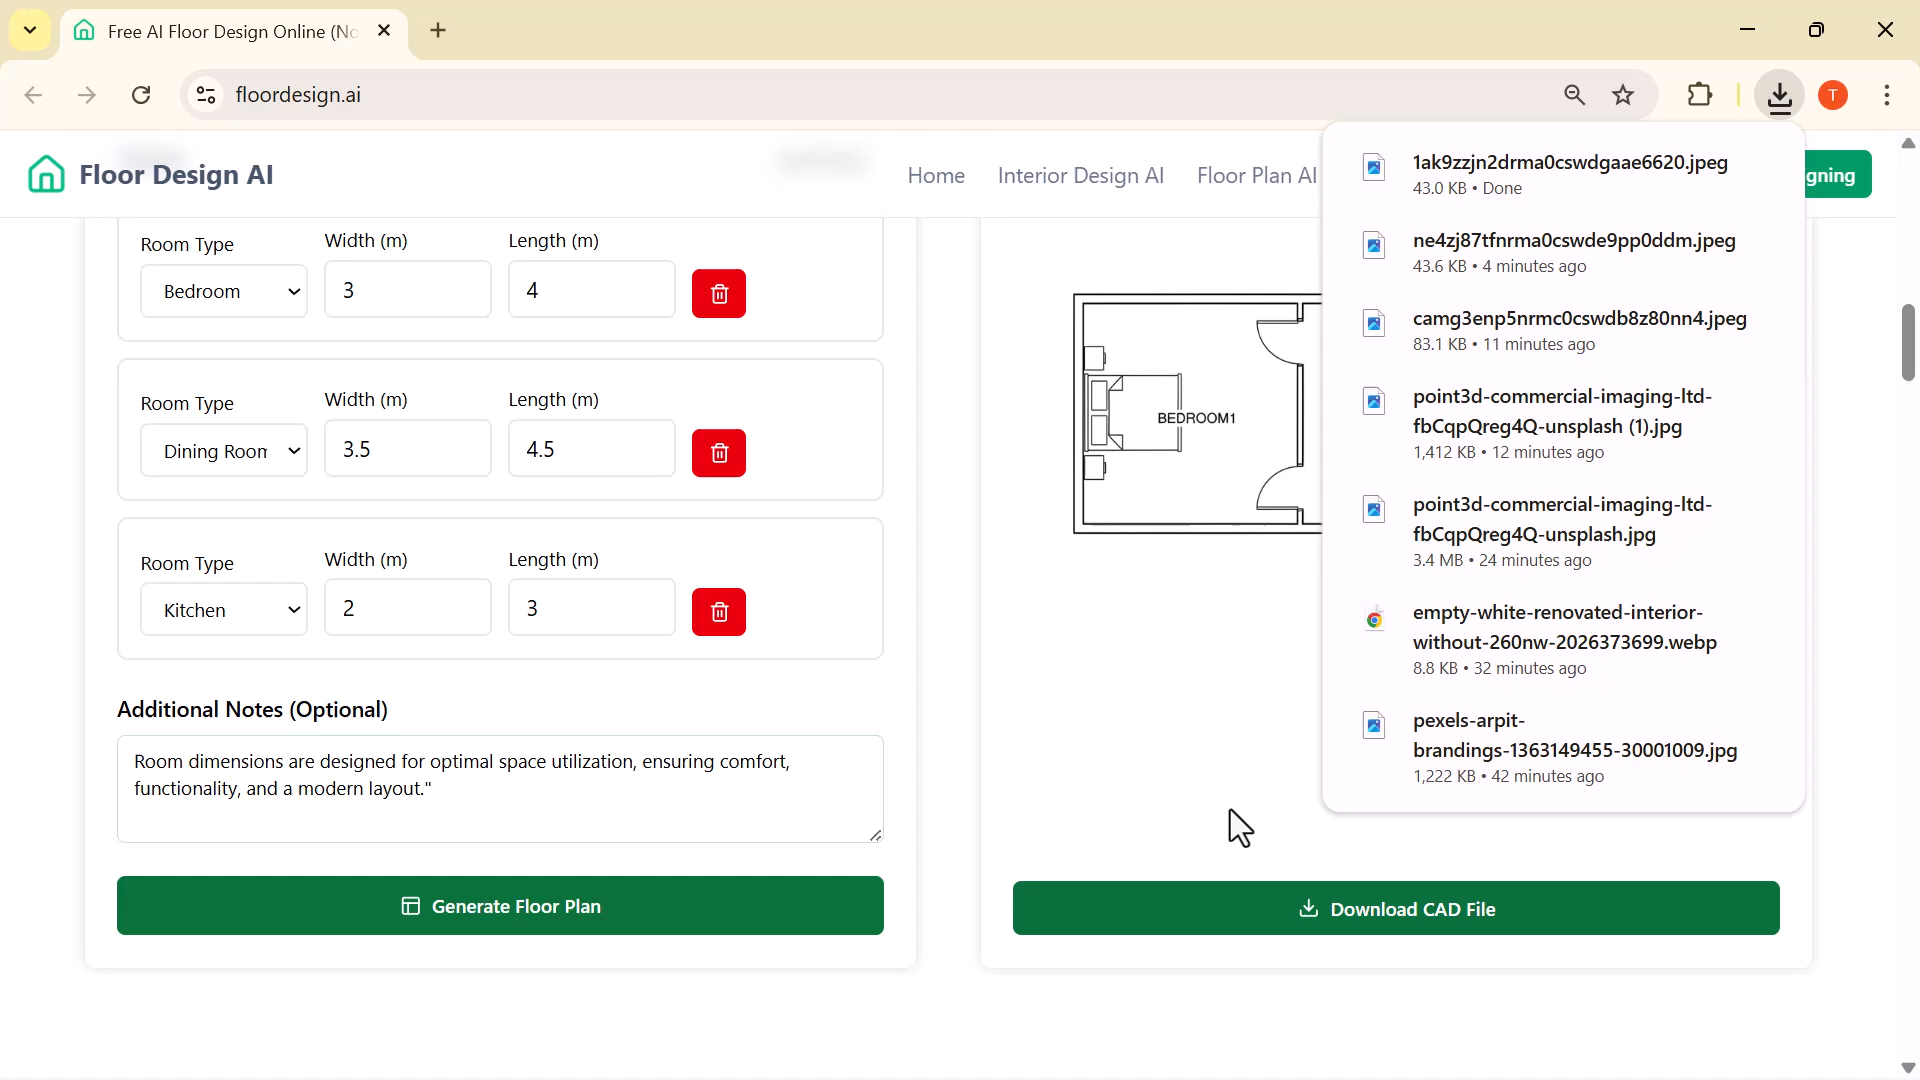 Free AI Floor Design Online (No
floordesign.ai
T
Floor Design AI
Home
Interior Design AI
Floor Plan AI
gning
Room Type
Width (m)
Length (m)
Bedroom
3
4
Room Type
Width (m)
Length (m)
Dining Room
3.5
4.5
Room Type
Width (m)
Length (m)
Kitchen
2
3
Additional Notes (Optional)
Room dimensions are designed for optimal space utilization, ensuring comfort,
functionality, and a modern layout."
Generate Floor Plan
BEDROOM1
Download CAD File
1ak9zzjn2drma0cswdgaae6620.jpeg
43.0 KB • Done
ne4zj87tfnrma0cswde9pp0ddm.jpeg
43.6 KB • 4 minutes ago
camg3enp5nrmc0cswdb8z80nn4.jpeg
83.1 KB • 11 minutes ago
point3d-commercial-imaging-ltd-
fbCqpQreg4Q-unsplash (1).jpg
1,412 KB • 12 minutes ago
point3d-commercial-imaging-ltd-
fbCqpQreg4Q-unsplash.jpg
3.4 MB • 24 minutes ago
empty-white-renovated-interior-
without-260nw-2026373699.webp
8.8 KB • 32 minutes ago
pexels-arpit-
brandings-1363149455-30001009.jpg
1,222 KB • 42 minutes ago